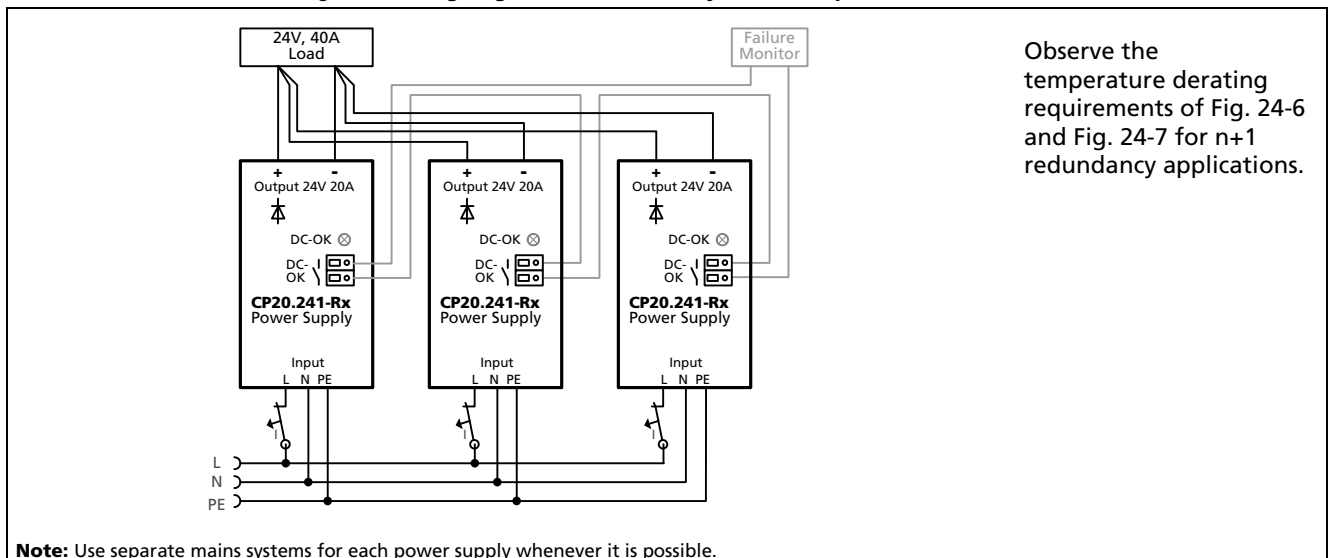 24V, 40A
Load
Failure
Monitor
Observe the
temperature derating
requirements of Fig. 24-6
and Fig. 24-7 for n+1
redundancy applications.
+ -
Output 24V 20A
DC-OK
DC-
OK
CP20.241-Rx
Power Supply
Input
L N PE
I
+ -
Output 24V 20A
DC-OK
DC-
OK
CP20.241-Rx
Power Supply
Input
L N PE
I
+ -
Output 24V 20A
DC-OK
DC-
OK
CP20.241-Rx
Power Supply
Input
L N PE
I
L
N
PE
Note: Use separate mains systems for each power supply whenever it is possible.